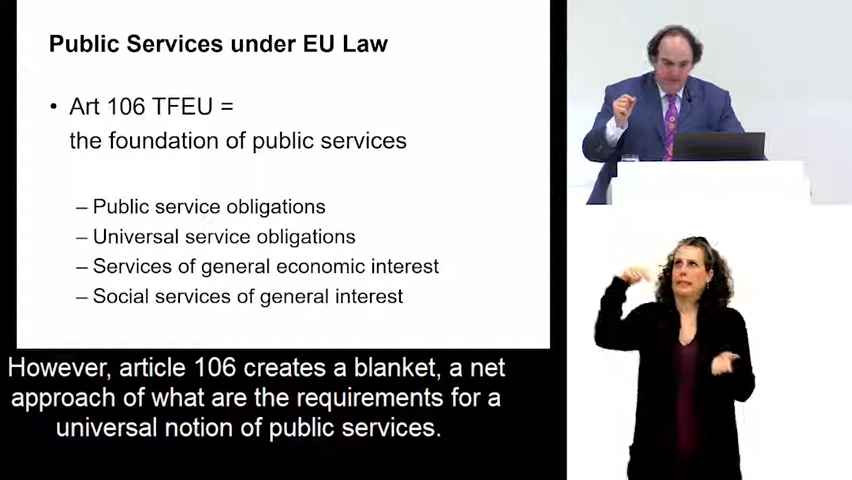 Public Services under EU Law
• Art 106 TFEU =
the foundation of public services
– Public service obligations
– Universal service obligations
– Services of general economic interest
– Social services of general interest
However, article 106 creates a blanket, a net
approach of what are the requirements for a
universal notion of public services.